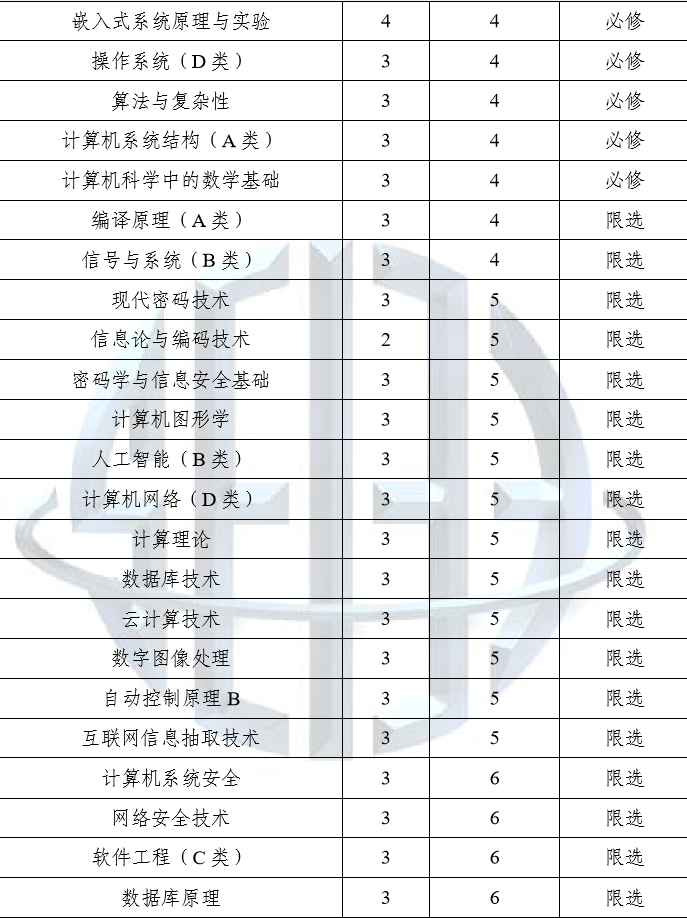 嵌入式系统原理与实验 4 4 必修
操作系统（D 类） 3 4 必修
算法与复杂性 3 4 必修
计算机系统结构（A 类） 3 4 必修
计算机科学中的数学基础 3 4 必修
编译原理（A 类） 3 4 限选
信号与系统（B 类） 3 4 限选
现代密码技术 3 5 限选
信息论与编码技术 2 5 限选
密码学与信息安全基础 3 5 限选
计算机图形学 3 5 限选
人工智能（B 类） 3 5 限选
计算机网络（D 类） 3 5 限选
计算理论 3 5 限选
数据库技术 3 5 限选
云计算技术 3 5 限选
数字图像处理 3 5 限选
自动控制原理 B 3 5 限选
互联网信息抽取技术 3 5 限选
计算机系统安全 3 6 限选
网络安全技术 3 6 限选
软件工程（C 类） 3 6 限选
数据库原理 3 6 限选